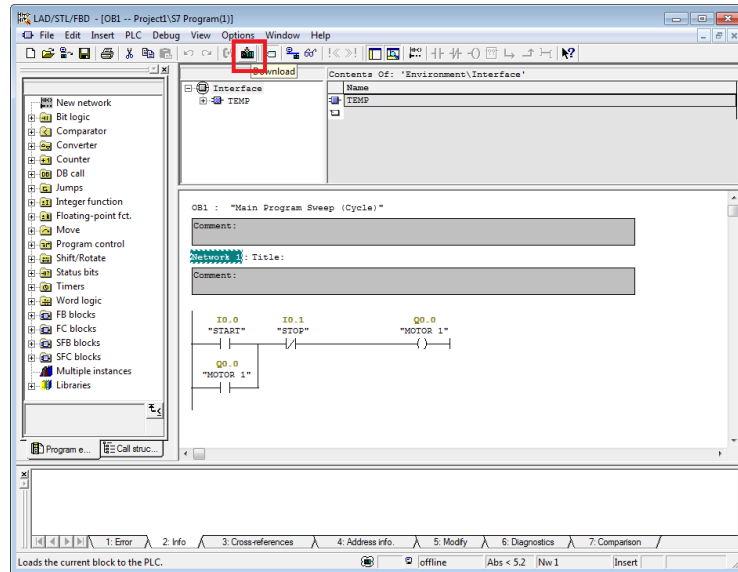 LAD/STL/FBD - [OB1 -- Project1\S7 Program(1)]
File Edit Insert PLC Debug View Options Window Help
Download
New network
Bit logic
Comparator
Converter
Counter
DB call
Jumps
Integer function
Floating-point fct.
Move
Program control
Shift/Rotate
Status bits
Timers
Word logic
FB blocks
FC blocks
SFB blocks
SFC blocks
Multiple instances
Libraries
Program e...
Call struc...
Interface
TEMP
Contents Of: 'Environment\Interface'
Name
TEMP
OB1 : "Main Program Sweep (Cycle)"
Comment:
Network 1: Title:
Comment:
I0.0 I0.1 Q0.0
"START" "STOP" "MOTOR 1"
Q0.0
"MOTOR 1"
1: Error 2: Info 3: Cross-references 4: Address info. 5: Modify 6: Diagnostics 7: Comparison
Loads the current block to the PLC. offline Abs < 5.2 Nw 1 Insert